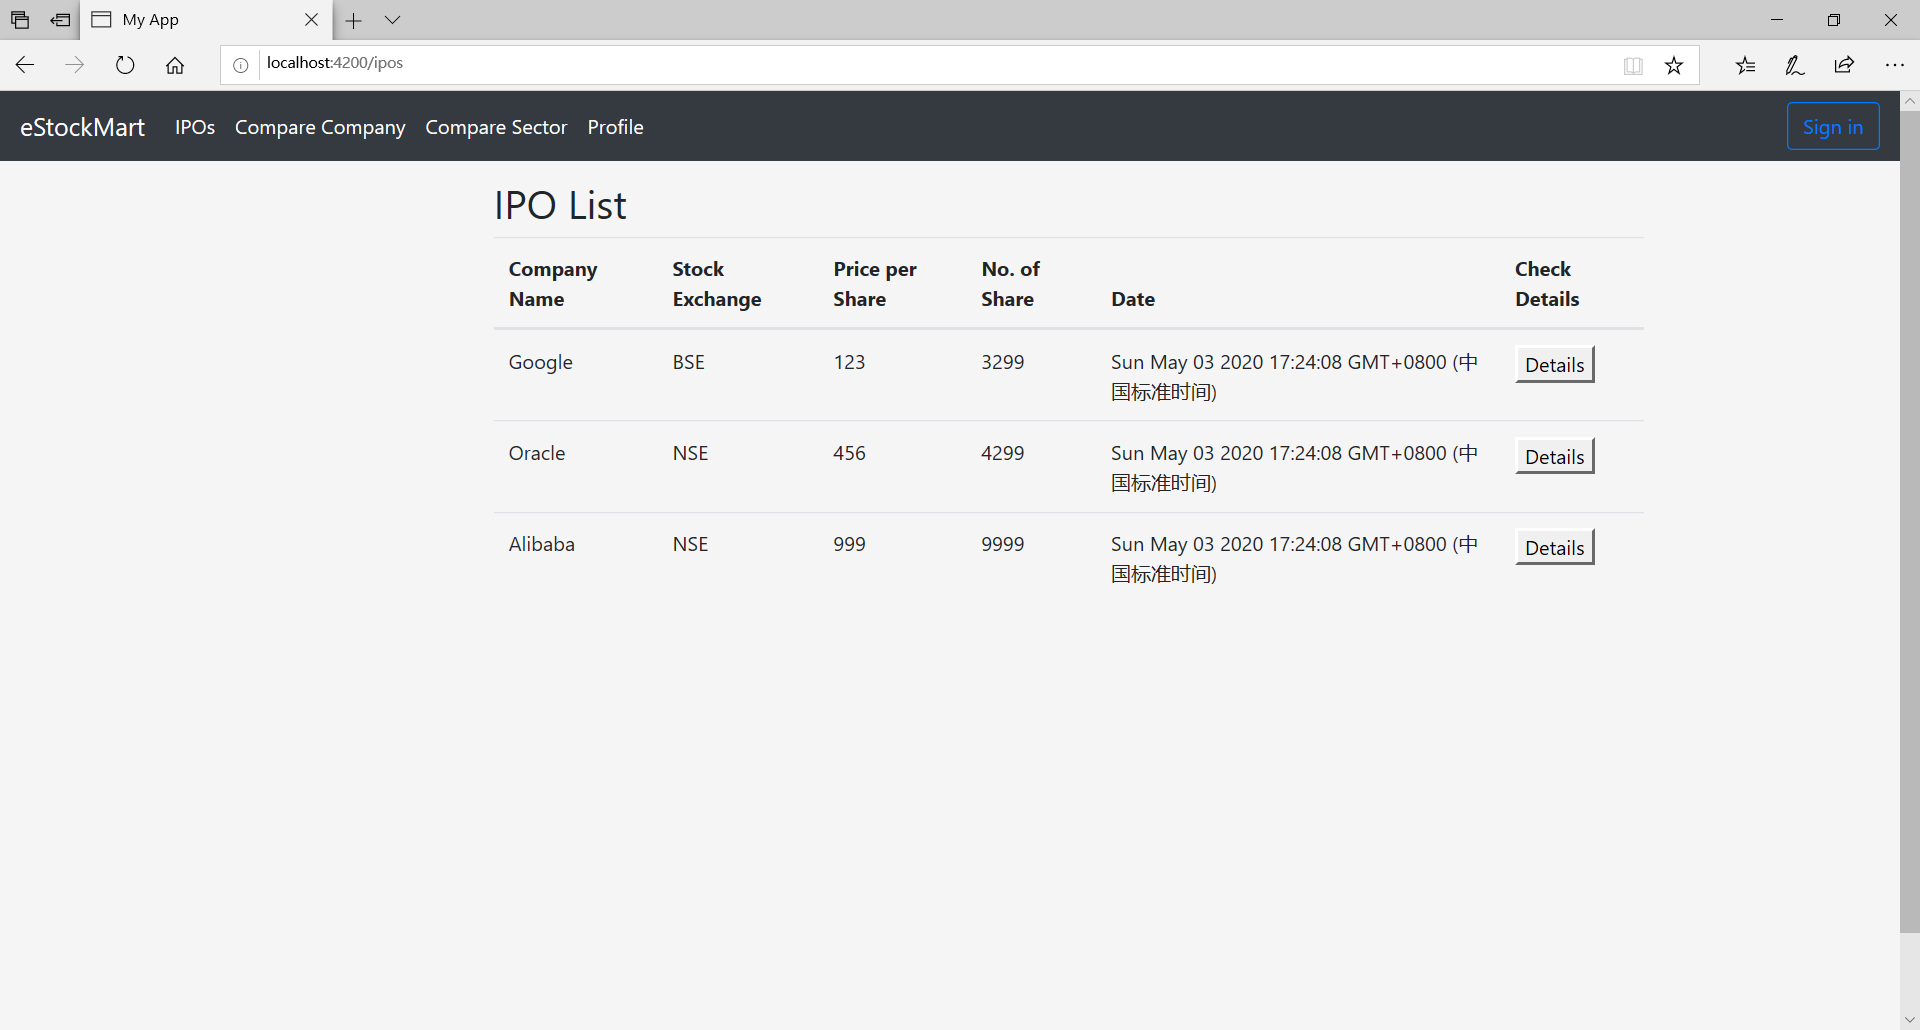 My App
localhost:4200/ipos
eStockMart IPOs Compare Company Compare Sector Profile Sign in
IPO List
Company Name Stock Exchange Price per Share No. of Share Date Check Details
Google BSE 123 3299 Sun May 03 2020 17:24:08 GMT+0800 (中国标准时间) Details
Oracle NSE 456 4299 Sun May 03 2020 17:24:08 GMT+0800 (中国标准时间) Details
Alibaba NSE 999 9999 Sun May 03 2020 17:24:08 GMT+0800 (中国标准时间) Details